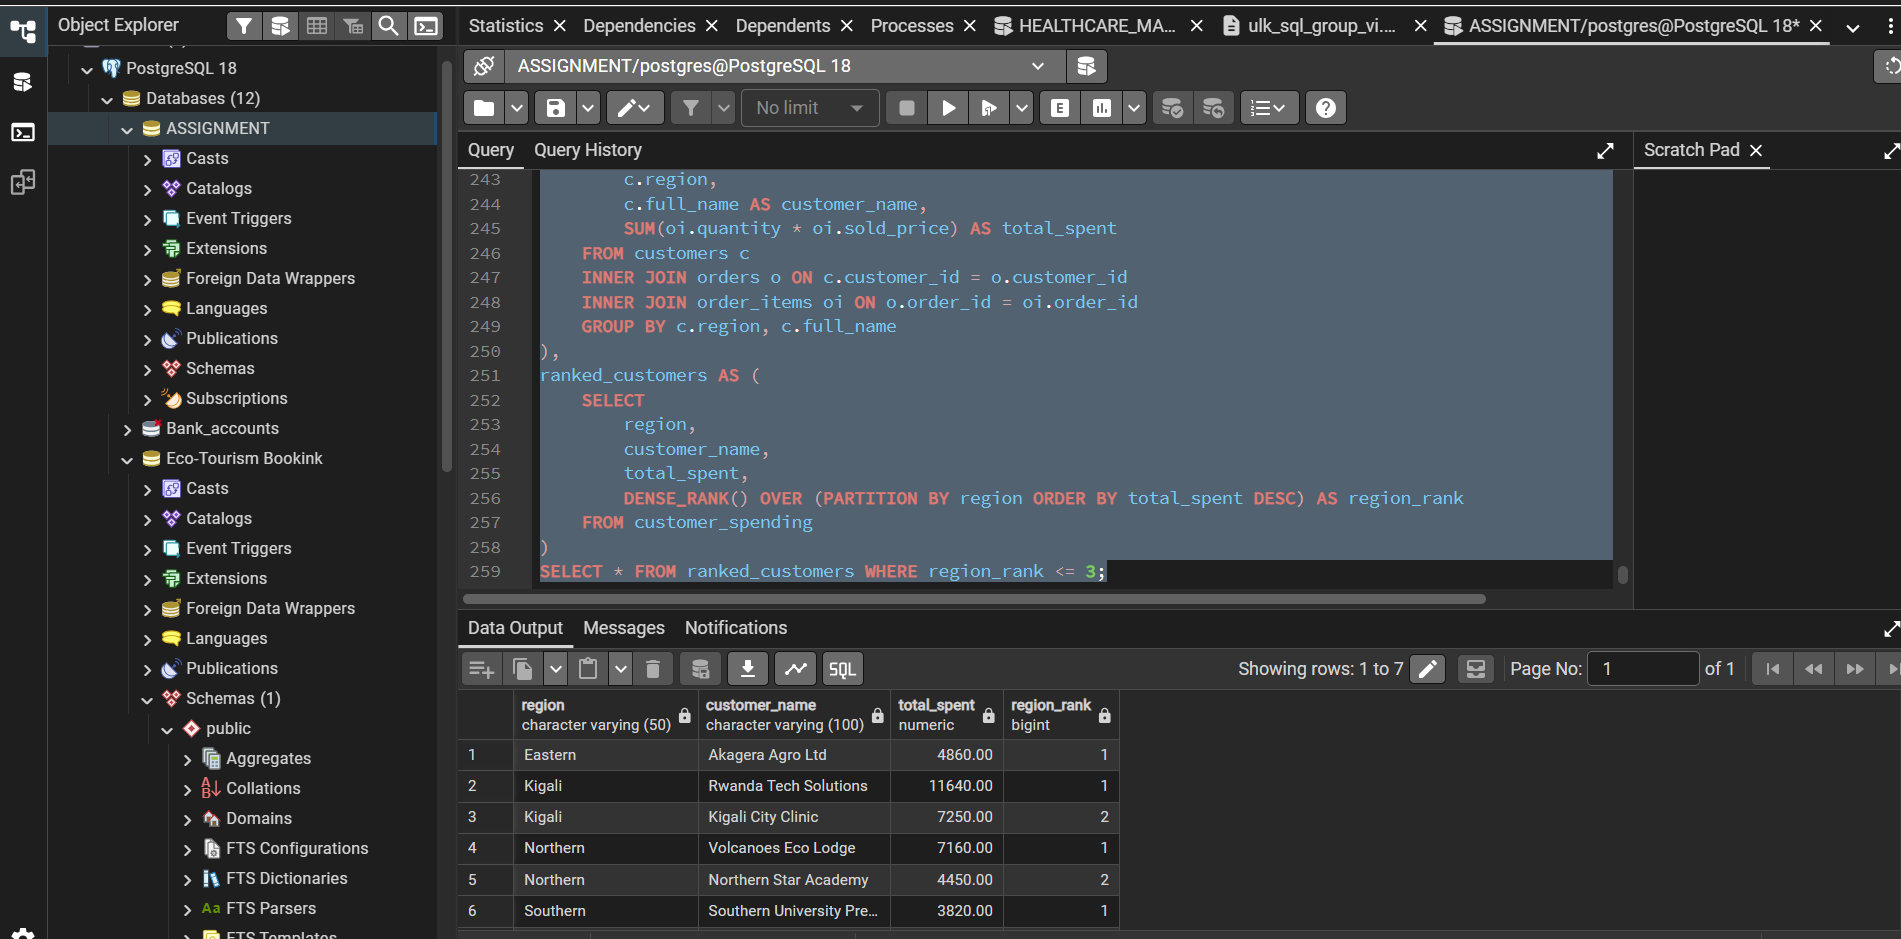 Object Explorer
PostgreSQL 18
Databases (12)
ASSIGNMENT
Casts
Catalogs
Event Triggers
Extensions
Foreign Data Wrappers
Languages
Publications
Schemas
Subscriptions
Bank_accounts
Eco-Tourism Bookink
Casts
Catalogs
Event Triggers
Extensions
Foreign Data Wrappers
Languages
Publications
Schemas (1)
public
Aggregates
Collations
Domains
FTS Configurations
FTS Dictionaries
FTS Parsers
FTS Templates
Statistics Dependencies Dependents Processes HEALTHCARE_MA... ulk_sql_group_vi.... ASSIGNMENT/postgres@PostgreSQL 18*
ASSIGNMENT/postgres@PostgreSQL 18
No limit E
Query Query History Scratch Pad
243 c.region,
244 c.full_name AS customer_name,
245 SUM(oi.quantity * oi.sold_price) AS total_spent
246 FROM customers c
247 INNER JOIN orders o ON c.customer_id = o.customer_id
248 INNER JOIN order_items oi ON o.order_id = oi.order_id
249 GROUP BY c.region, c.full_name
250 ),
251 ranked_customers AS (
252 SELECT
253 region,
254 customer_name,
255 total_spent,
256 DENSE_RANK() OVER (PARTITION BY region ORDER BY total_spent DESC) AS region_rank
257 FROM customer_spending
258 )
259 SELECT * FROM ranked_customers WHERE region_rank <= 3;
Data Output Messages Notifications
SQL Showing rows: 1 to 7 Page No: 1 of 1
region customer_name total_spent region_rank
character varying (50) character varying (100) numeric bigint
1 Eastern Akagera Agro Ltd 4860.00 1
2 Kigali Rwanda Tech Solutions 11640.00 1
3 Kigali Kigali City Clinic 7250.00 2
4 Northern Volcanoes Eco Lodge 7160.00 1
5 Northern Northern Star Academy 4450.00 2
6 Southern Southern University Pre... 3820.00 1